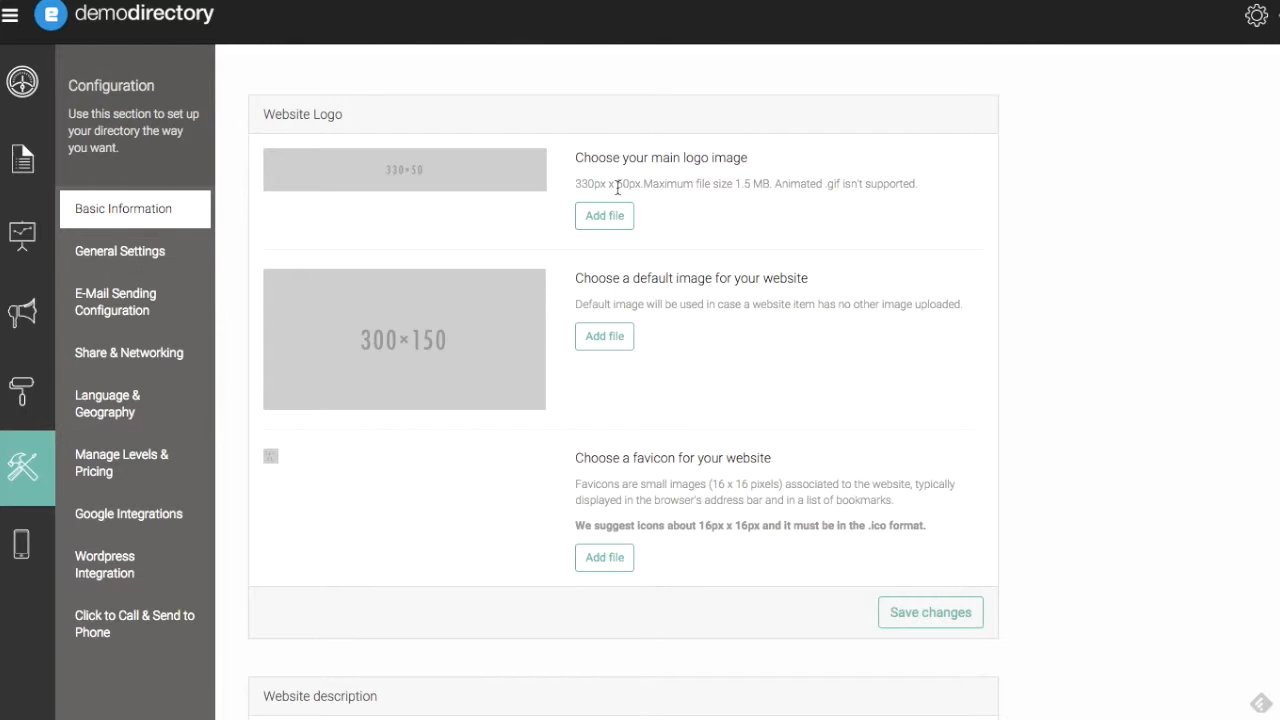 demodirectory
Configuration
Use this section to set up
your directory the way
you want.
Basic Information
General Settings
E-Mail Sending
Configuration
Share & Networking
Language &
Geography
Manage Levels &
Pricing
Google Integrations
Wordpress
Integration
Click to Call & Send to
Phone
Website Logo
330×50
Choose your main logo image
330px x 50px.Maximum file size 1.5 MB. Animated .gif isn't supported.
Add file
300×150
Choose a default image for your website
Default image will be used in case a website item has no other image uploaded.
Add file
Choose a favicon for your website
Favicons are small images (16 x 16 pixels) associated to the website, typically
displayed in the browser's address bar and in a list of bookmarks.
We suggest icons about 16px x 16px and it must be in the .ico format.
Add file
Save changes
Website description